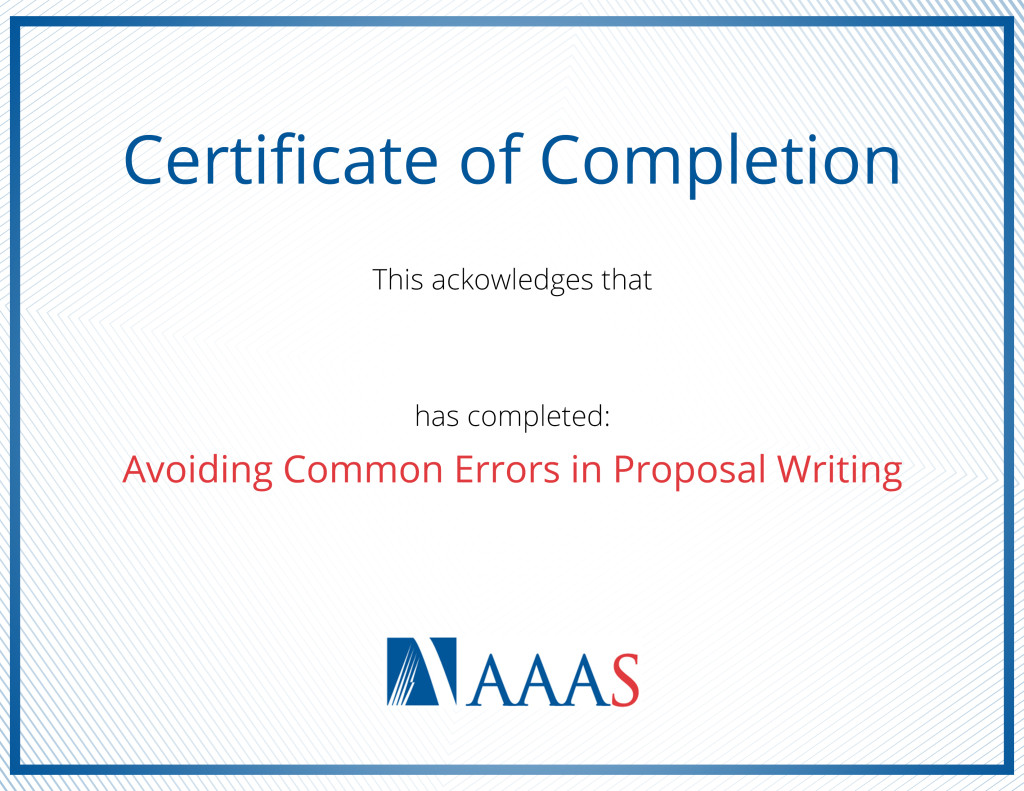 Certificate of Completion
This ackowledges that
has completed:
Avoiding Common Errors in Proposal Writing
AAAS